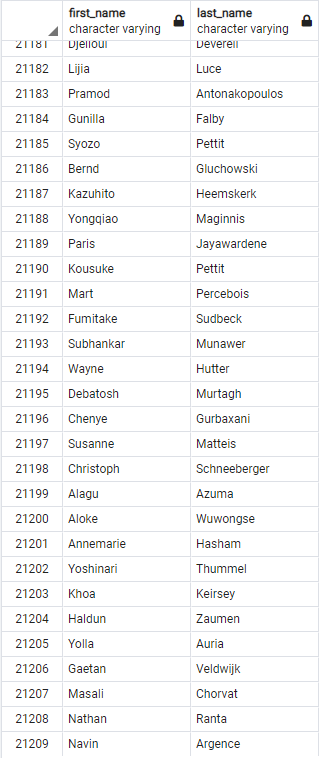 first_name last_name
character varying character varying
21181 Djelloul Deverell
21182 Lijia Luce
21183 Pramod Antonakopoulos
21184 Gunilla Falby
21185 Syozo Pettit
21186 Bernd Gluchowski
21187 Kazuhito Heemskerk
21188 Yongqiao Maginnis
21189 Paris Jayawardene
21190 Kousuke Pettit
21191 Mart Percebois
21192 Fumitake Sudbeck
21193 Subhankar Munawer
21194 Wayne Hutter
21195 Debatosh Murtagh
21196 Chenye Gurbaxani
21197 Susanne Matteis
21198 Christoph Schneeberger
21199 Alagu Azuma
21200 Aloke Wuwongse
21201 Annemarie Hasham
21202 Yoshinari Thummel
21203 Khoa Keirsey
21204 Haldun Zaumen
21205 Yolla Auria
21206 Gaetan Veldwijk
21207 Masali Chorvat
21208 Nathan Ranta
21209 Navin Argence